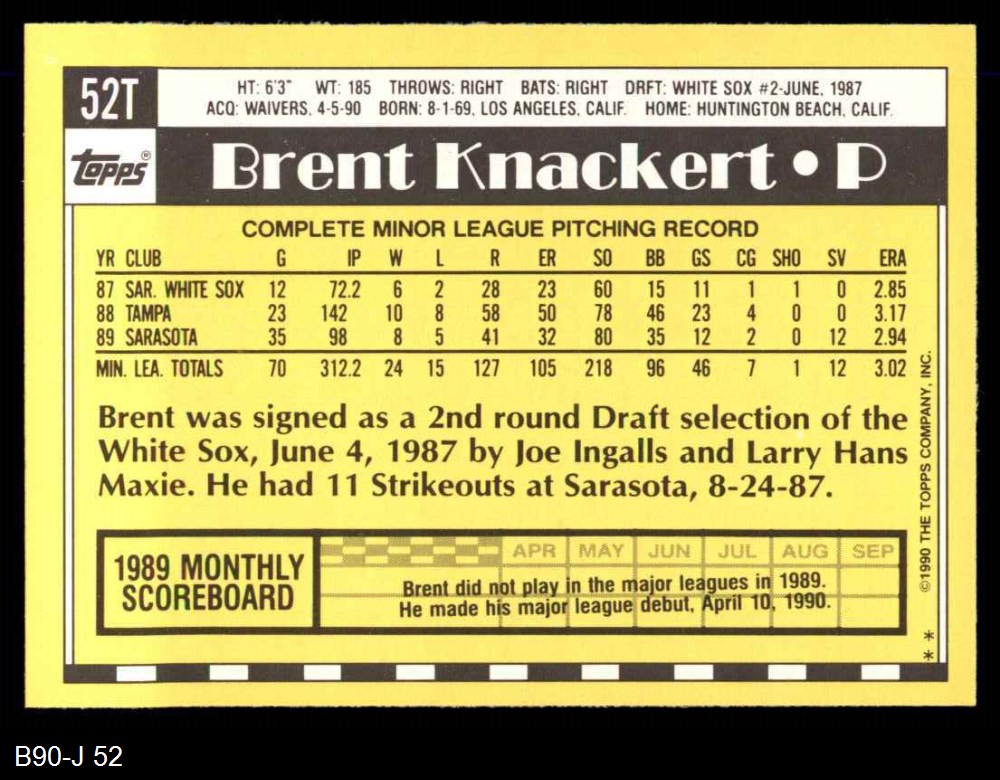 52T
HT: 6'3" WT: 185 THROWS: RIGHT BATS: RIGHT DRFT: WHITE SOX #2-JUNE, 1987
ACQ: WAIVERS, 4-5-90 BORN: 8-1-69, LOS ANGELES, CALIF. HOME: HUNTINGTON BEACH, CALIF.
TOPPS®
Brent Knackert • P
COMPLETE MINOR LEAGUE PITCHING RECORD
YR CLUB G IP W L R ER SO BB GS CG SHO SV ERA
87 SAR. WHITE SOX 12 72.2 6 2 28 23 60 15 11 1 1 0 2.85
88 TAMPA 23 142 10 8 58 50 78 46 23 4 0 0 3.17
89 SARASOTA 35 98 8 5 41 32 80 35 12 2 0 12 2.94
MIN. LEA. TOTALS 70 312.2 24 15 127 105 218 96 46 7 1 12 3.02
Brent was signed as a 2nd round Draft selection of the
White Sox, June 4, 1987 by Joe Ingalls and Larry Hans
Maxie. He had 11 Strikeouts at Sarasota, 8-24-87.
1989 MONTHLY
SCOREBOARD
APR MAY JUN JUL AUG SEP
Brent did not play in the major leagues in 1989.
He made his major league debut, April 10, 1990.
©1990 THE TOPPS COMPANY, INC.
* *
B90-J 52